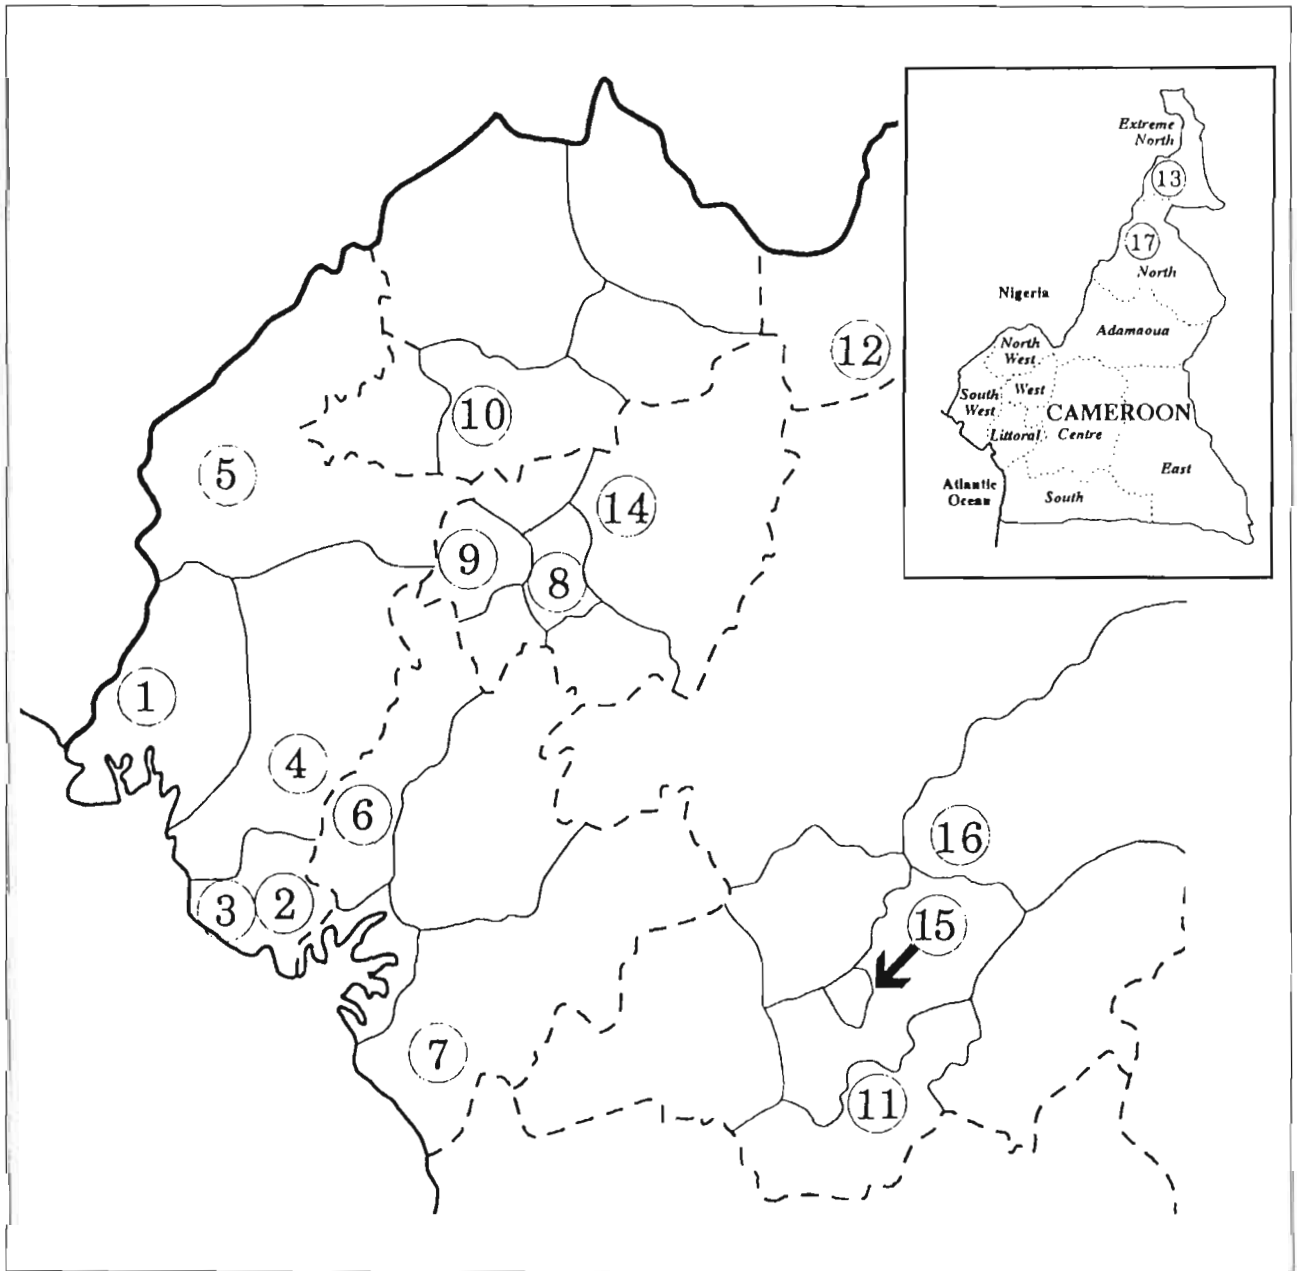 Extreme
North
13
17
North
Nigeria
Adamaoua
North
West
West
South
West
CAMEROON
Littoral
Centre
East
Atlantic
Ocean
South
12
10
5
14
9
8
1
4
6
16
3
2
15
7
11